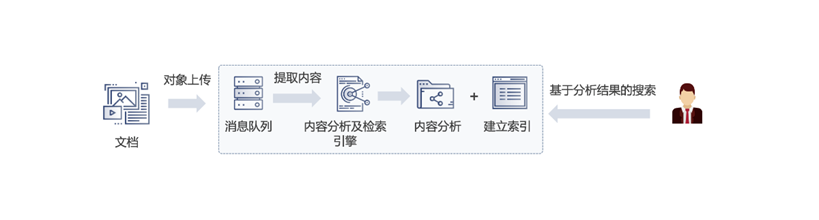 对象上传
提取内容
基于分析结果的搜索
+
文档
消息队列
内容分析及检索
引擎
内容分析
建立索引